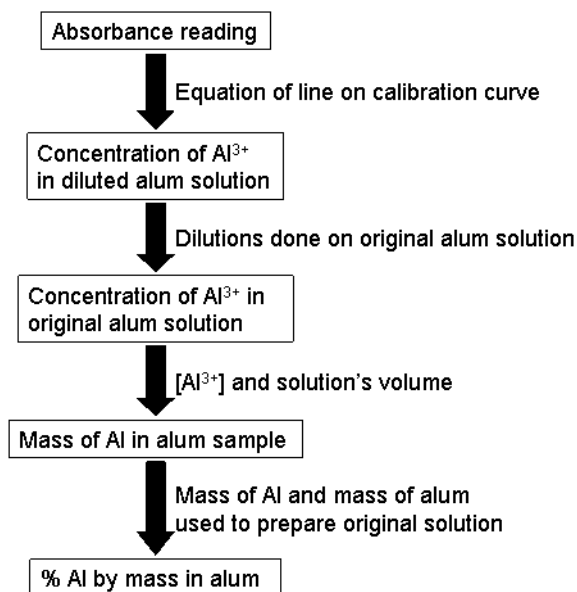 Absorbance reading
Equation of line on calibration curve
Concentration of Al³⁺
in diluted alum solution
Dilutions done on original alum solution
Concentration of Al³⁺ in
original alum solution
[Al³⁺] and solution's volume
Mass of Al in alum sample
Mass of Al and mass of alum
used to prepare original solution
% Al by mass in alum